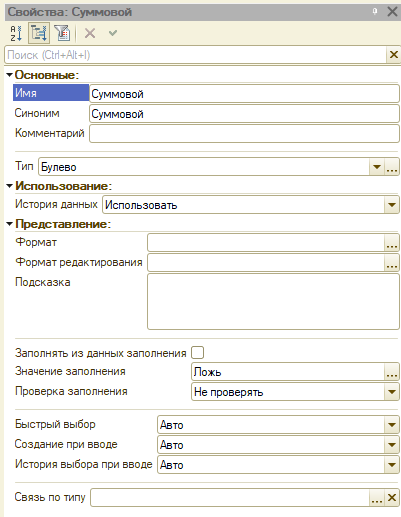 Свойства: Суммовой
Поиск (Ctrl+Alt+I)
Основные:
Имя Суммовой
Синоним Суммовой
Комментарий
Тип Булево
Использование:
История данных Использовать
Представление:
Формат
Формат редактирования
Подсказка
Заполнять из данных заполнения
Значение заполнения Ложь
Проверка заполнения Не проверять
Быстрый выбор Авто
Создание при вводе Авто
История выбора при вводе Авто
Связь по типу